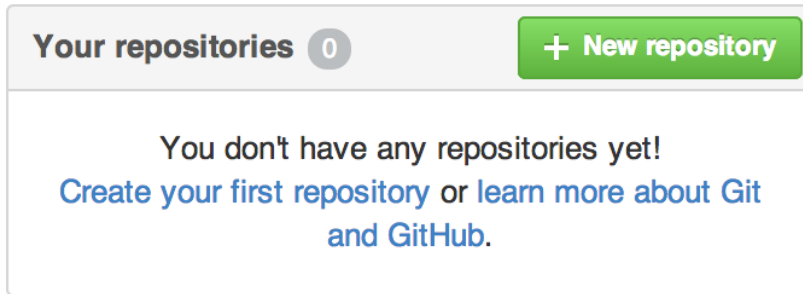 Your repositories 0
+ New repository
You don't have any repositories yet!
Create your first repository or learn more about Git
and GitHub.